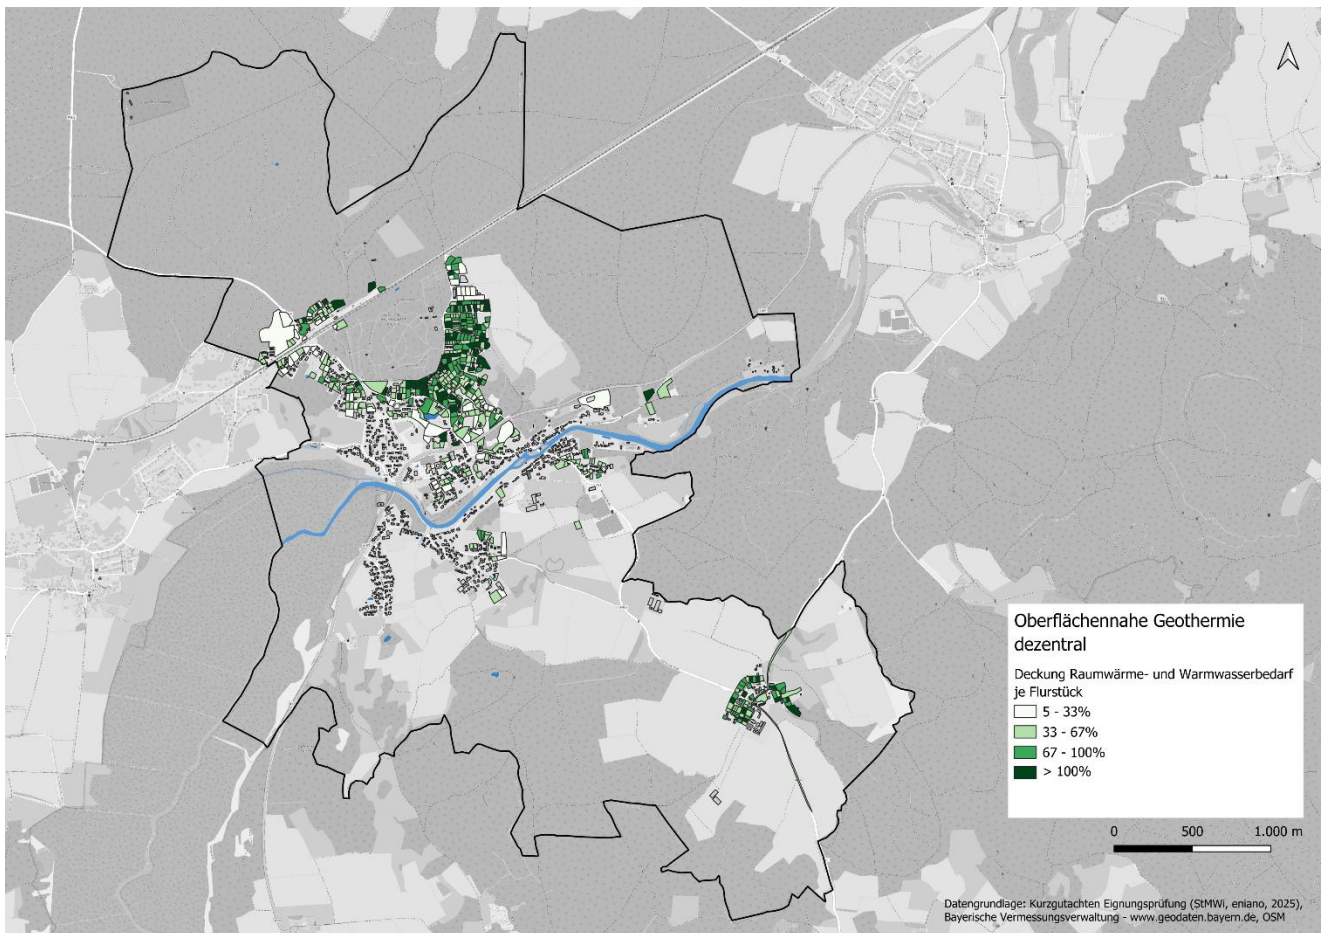 Oberflächennahe Geothermie
dezentral
Deckung Raumwärme- und Warmwasserbedarf
je Flurstück
5 - 33%
33 - 67%
67 - 100%
> 100%
0 500 1.000 m
Datengrundlage: Kurzgutachten Eignungsprüfung (StMWi, eniano, 2025),
Bayerische Vermessungsverwaltung - www.geodaten.bayern.de, OSM